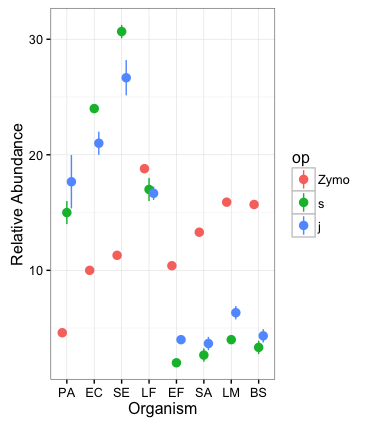 Relative Abundance
30
20
10
PA EC SE LF EF SA LM BS
Organism
op
Zymo
s
j